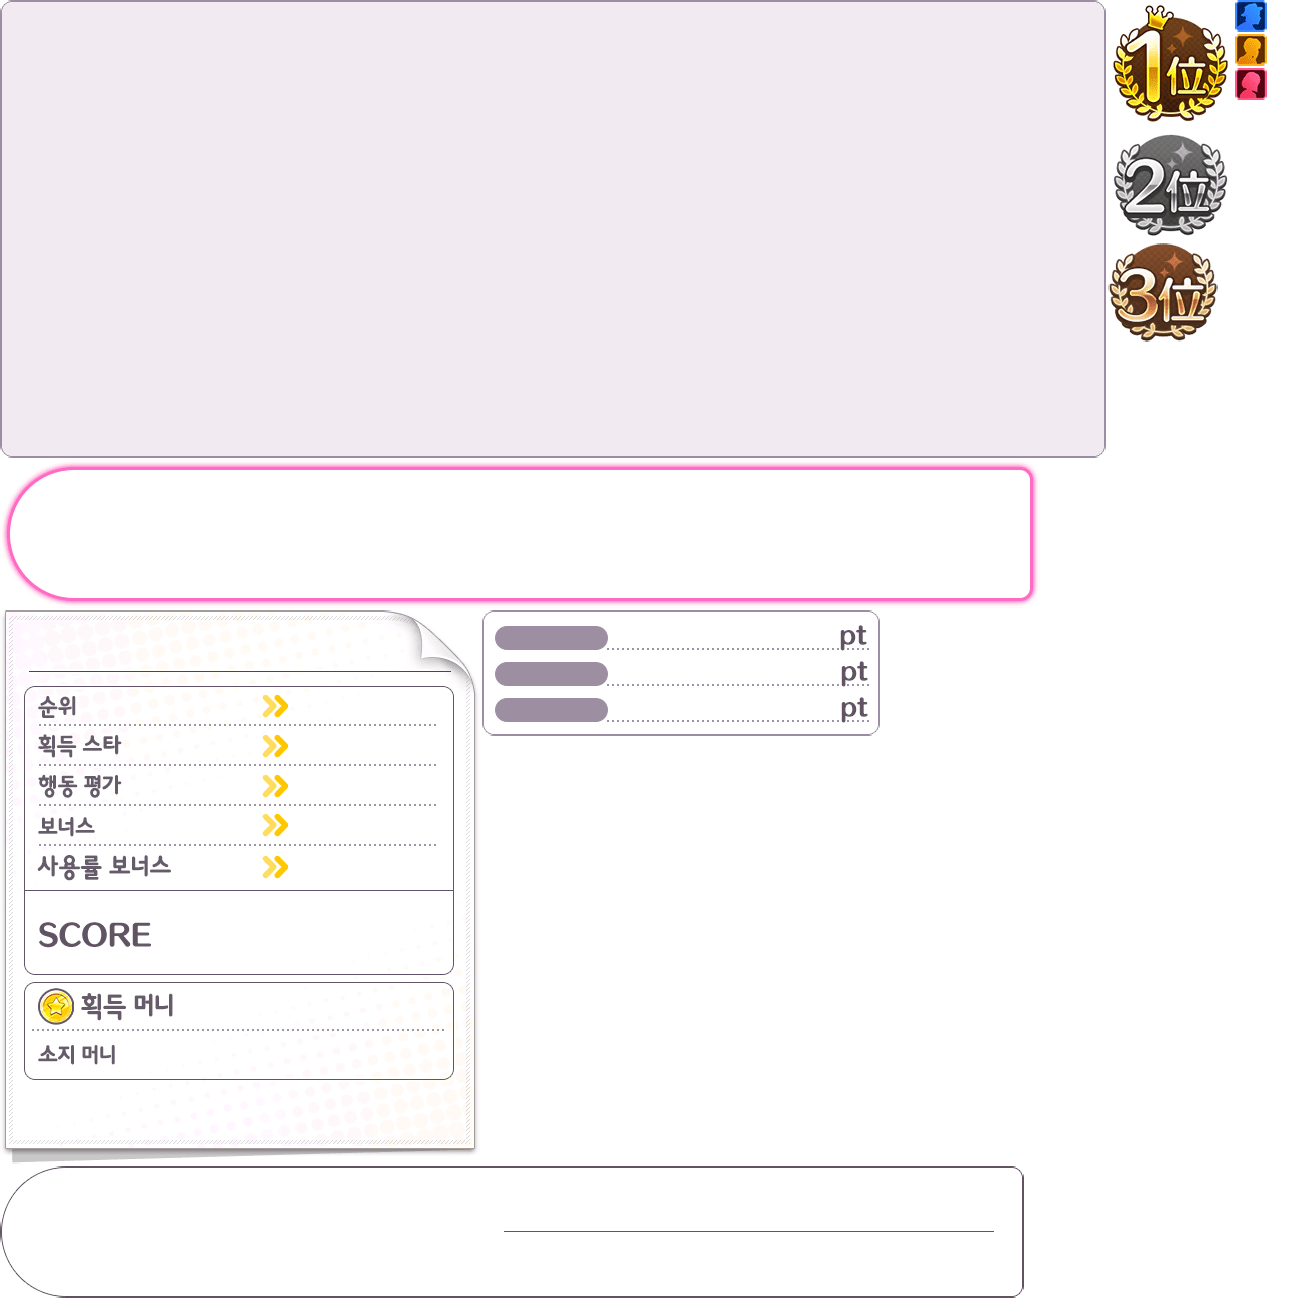 1位
2位
3位
pt
pt
pt
순위
획득 스타
행동 평가
보너스
사용률 보너스
SCORE
획득 머니
소지 머니